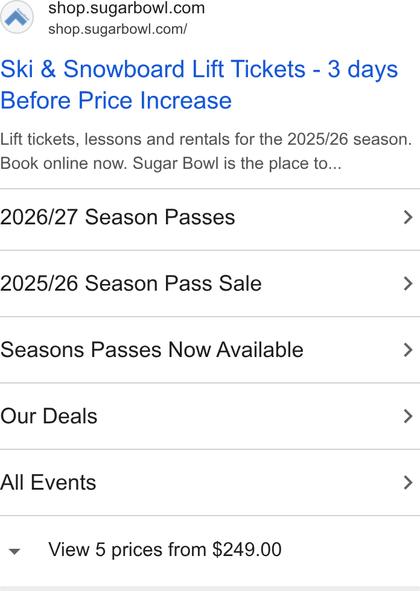 shop.sugarbowl.com
shop.sugarbowl.com/
Ski & Snowboard Lift Tickets - 3 days
Before Price Increase
Lift tickets, lessons and rentals for the 2025/26 season.
Book online now. Sugar Bowl is the place to...
2026/27 Season Passes
2025/26 Season Pass Sale
Seasons Passes Now Available
Our Deals
All Events
View 5 prices from $249.00